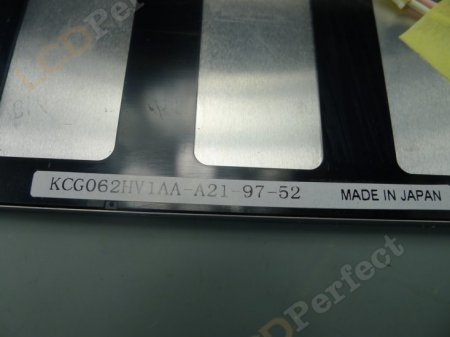 LCDPerfect
KCG062HV1AA-A21-97-52 MADE IN JAPAN
LCDPerfect